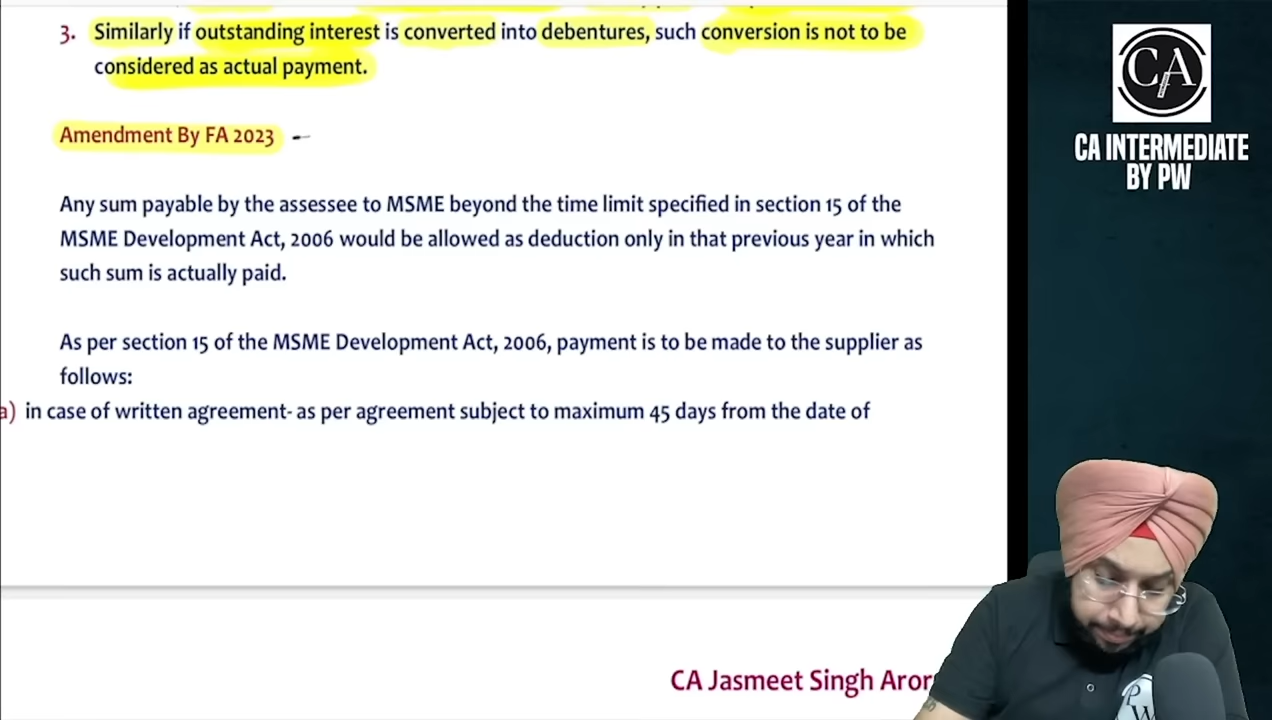 3. Similarly if outstanding interest is converted into debentures, such conversion is not to be
considered as actual payment.
Amendment By FA 2023
Any sum payable by the assessee to MSME beyond the time limit specified in section 15 of the
MSME Development Act, 2006 would be allowed as deduction only in that previous year in which
such sum is actually paid.
As per section 15 of the MSME Development Act, 2006, payment is to be made to the supplier as
follows:
a) in case of written agreement- as per agreement subject to maximum 45 days from the date of
CA Jasmeet Singh Aror
CA
CA INTERMEDIATE
BY PW
P
W